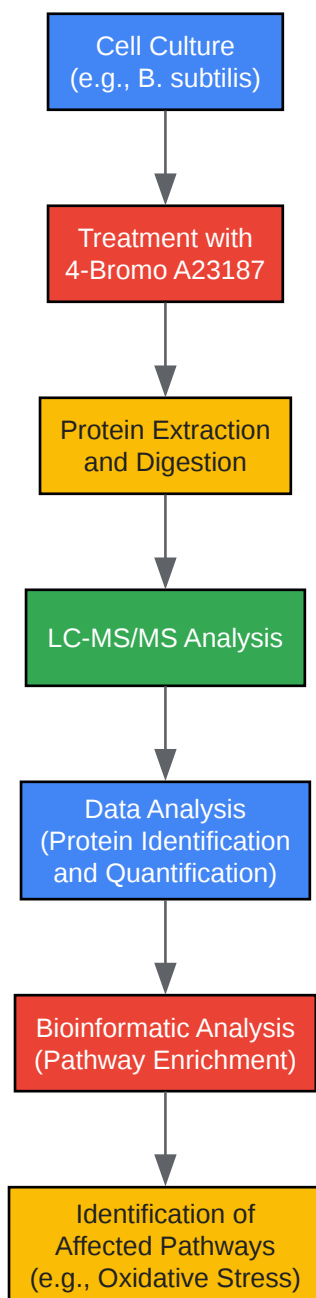 Cell Culture
(e.g., B. subtilis)
Treatment with
4-Bromo A23187
Protein Extraction
and Digestion
LC-MS/MS Analysis
Data Analysis
(Protein Identification
and Quantification)
Bioinformatic Analysis
(Pathway Enrichment)
Identification of
Affected Pathways
(e.g., Oxidative Stress)